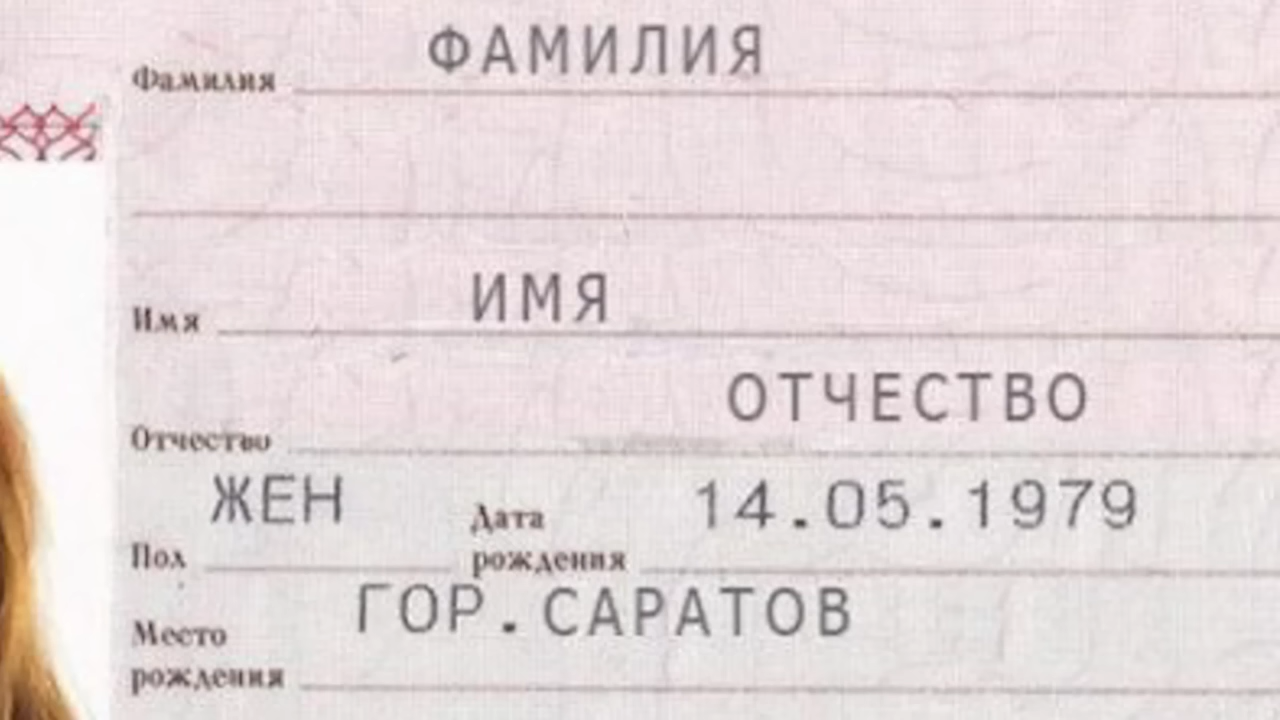 Фамилия ФАМИЛИЯ
Имя ИМЯ
Отчество ОТЧЕСТВО
Пол ЖЕН Дата рождения 14.05.1979
Место рождения ГОР.САРАТОВ